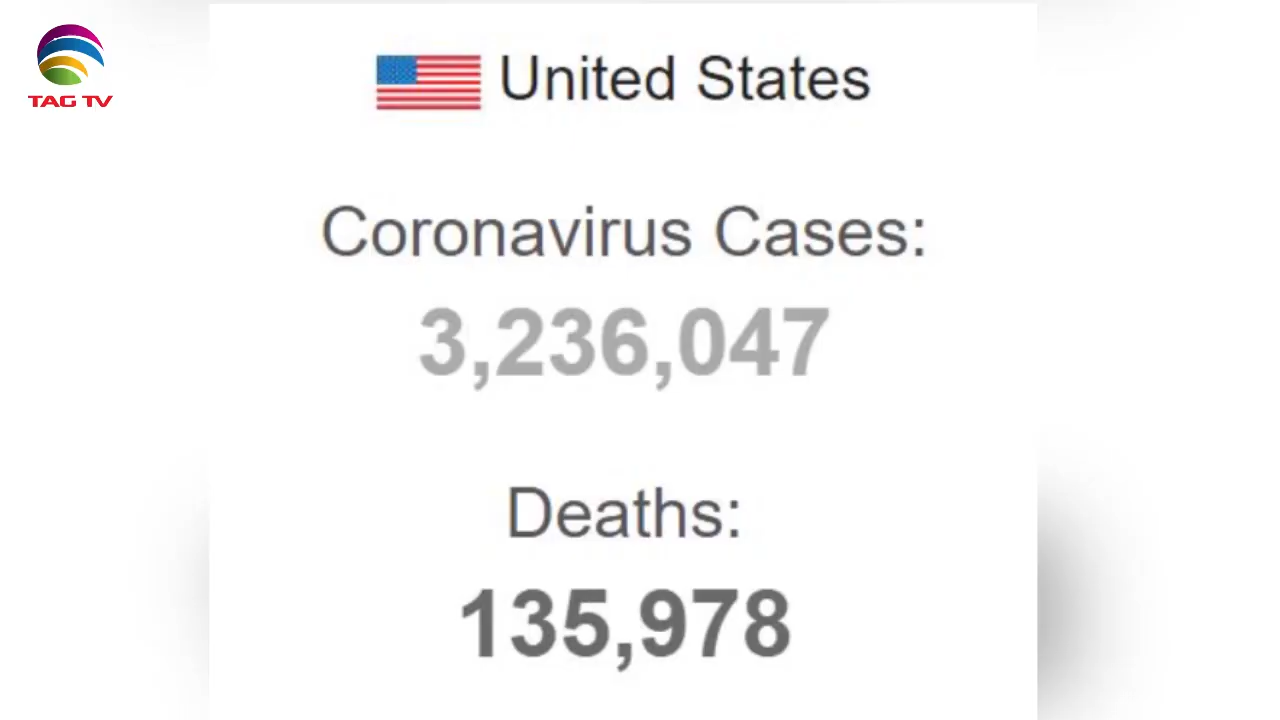 TAG TV
United States
Coronavirus Cases:
3,236,047
Deaths:
135,978